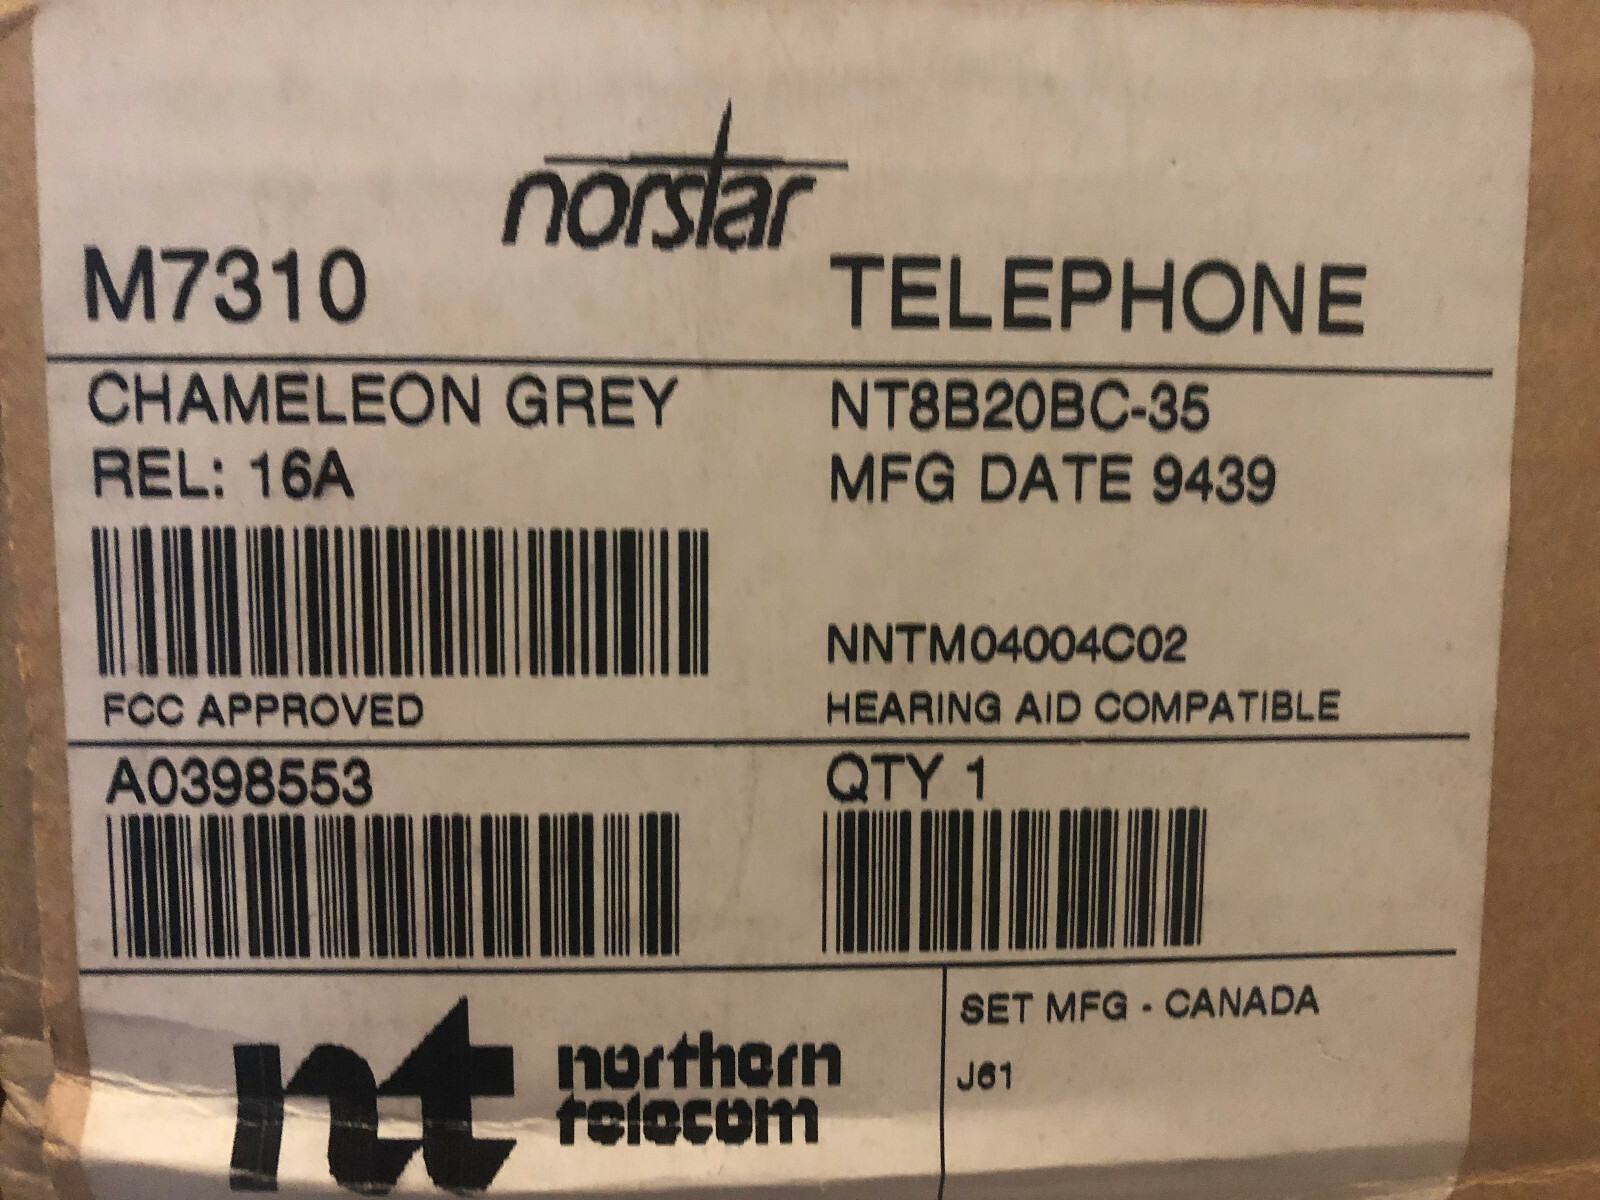 norstar
M7310 TELEPHONE
CHAMELEON GREY NT8B20BC-35
REL: 16A MFG DATE 9439
NNTM04004C02
FCC APPROVED HEARING AID COMPATIBLE
A0398553 QTY 1
SET MFG - CANADA
J61
nt northern
telecom